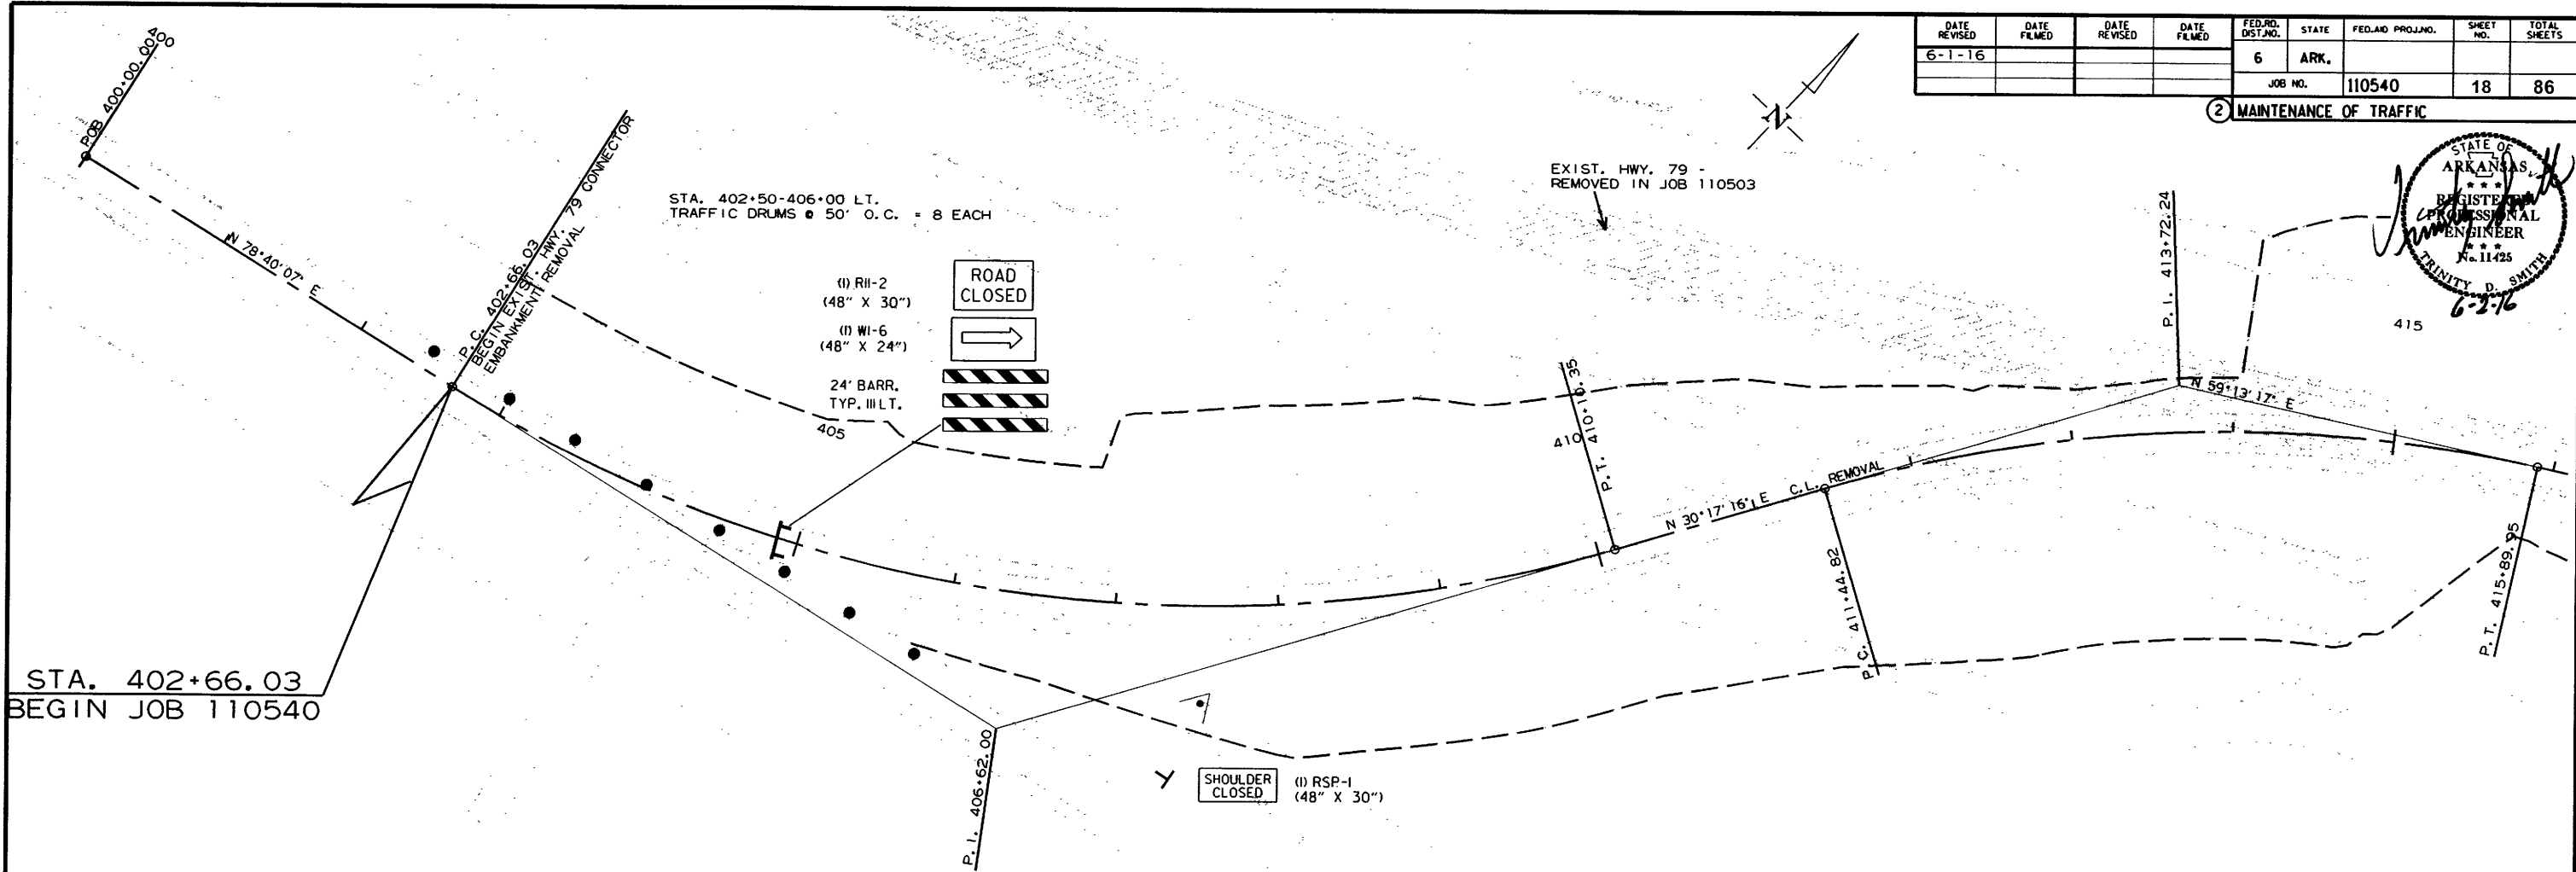 DATE REVISED
DATE FILMED
DATE REVISED
DATE FILMED
FED.RD. DIST.NO.
STATE
FED.AID PROJ.NO.
SHEET NO.
TOTAL SHEETS
6-1-16
6
ARK.
JOB NO.
110540
18
86
2 MAINTENANCE OF TRAFFIC
STATE OF
ARKANSAS
★ ★ ★
REGISTERED
PROFESSIONAL
ENGINEER
★ ★ ★
No. 11425
TRINITY D. SMITH
6-2-16
400
POB 400+00.00
N 78°40'07" E
P.C. 402+66.03
BEGIN EXIST. HWY. 79 CONNECTOR
EMBANKMENT REMOVAL
STA. 402+50-406+00 LT.
TRAFFIC DRUMS @ 50' O.C. = 8 EACH
(1) R11-2
(48" X 30")
ROAD
CLOSED
(1) W1-6
(48" X 24")
24' BARR.
TYP. III LT.
405
EXIST. HWY. 79 -
REMOVED IN JOB 110503
410
P.T. 410+16.35
N 30°17'16" E
C.L. REMOVAL
P.C. 411+44.82
P.I. 413+72.24
N 59°13'17" E
415
P.T. 415+89.95
STA. 402+66.03
BEGIN JOB 110540
P.I. 406+62.00
SHOULDER
CLOSED
(1) RSP-1
(48" X 30")
N